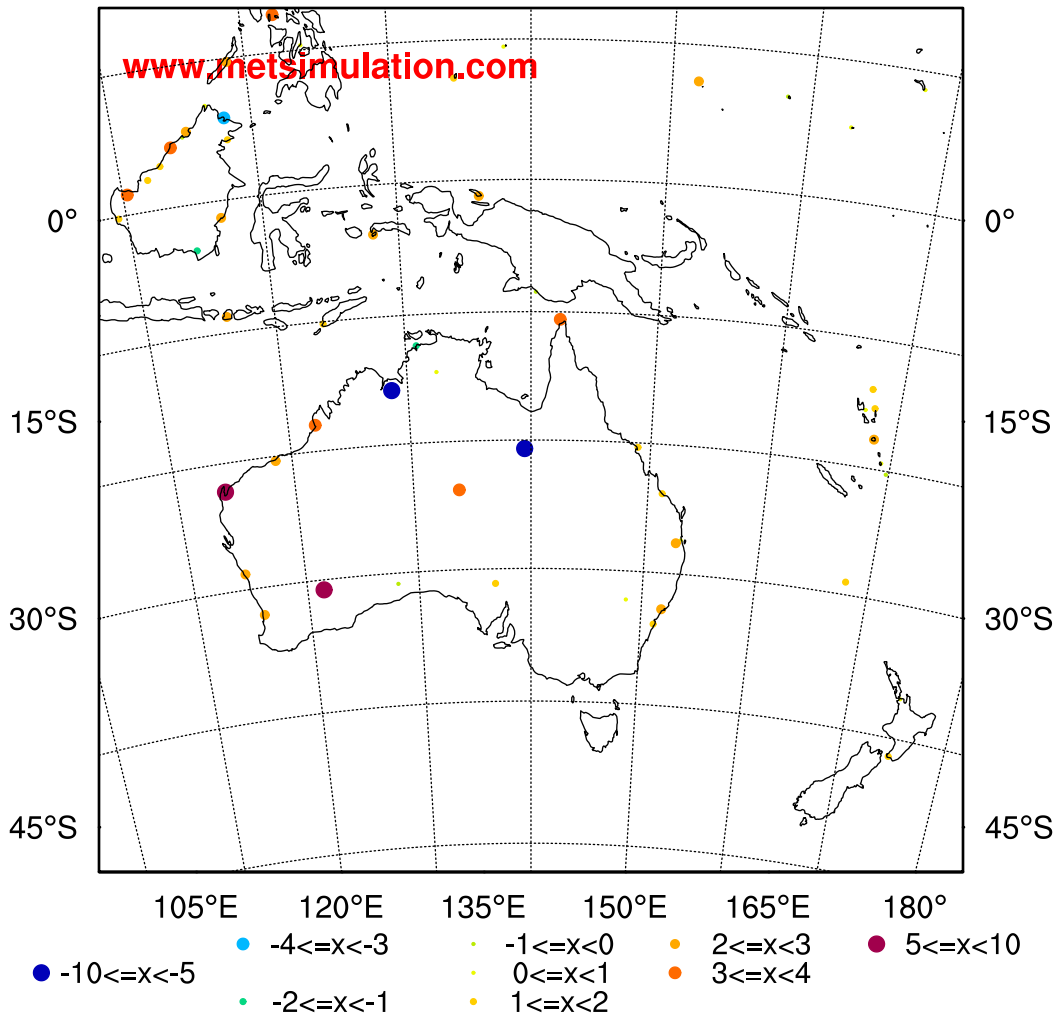 www.metsimulation.com
0° 0°
15°S 15°S
30°S 30°S
45°S 45°S
105°E 120°E 135°E 150°E 165°E 180°
-4<=x<-3 -1<=x<0 2<=x<3 5<=x<10
-10<=x<-5 0<=x<1 3<=x<4
-2<=x<-1 1<=x<2